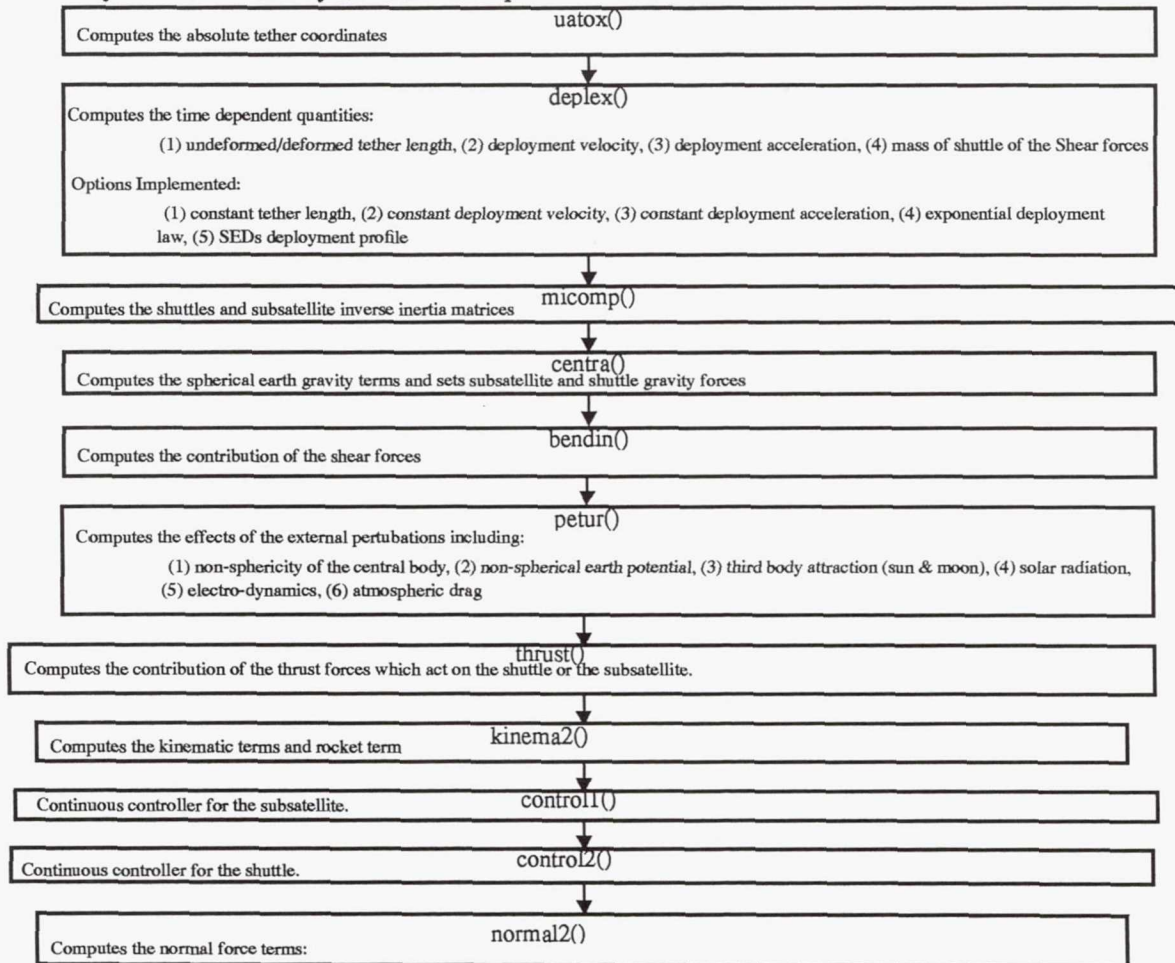 uatox()
Computes the absolute tether coordinates
deplex()
Computes the time dependent quantities:
(1) undeformed/deformed tether length, (2) deployment velocity, (3) deployment acceleration, (4) mass of shuttle of the Shear forces
Options Implemented:
(1) constant tether length, (2) constant deployment velocity, (3) constant deployment acceleration, (4) exponential deployment
law, (5) SEDs deployment profile
micomp()
Computes the shuttles and subsatellite inverse inertia matrices
centra()
Computes the spherical earth gravity terms and sets subsatellite and shuttle gravity forces
bendin()
Computes the contribution of the shear forces
petur()
Computes the effects of the external pertubations including:
(1) non-sphericity of the central body, (2) non-spherical earth potential, (3) third body attraction (sun & moon), (4) solar radiation,
(5) electro-dynamics, (6) atmospheric drag
thrust()
Computes the contribution of the thrust forces which act on the shuttle or the subsatellite.
kinema2()
Computes the kinematic terms and rocket term
control1()
Continuous controller for the subsatellite.
control2()
Continuous controller for the shuttle.
normal2()
Computes the normal force terms: